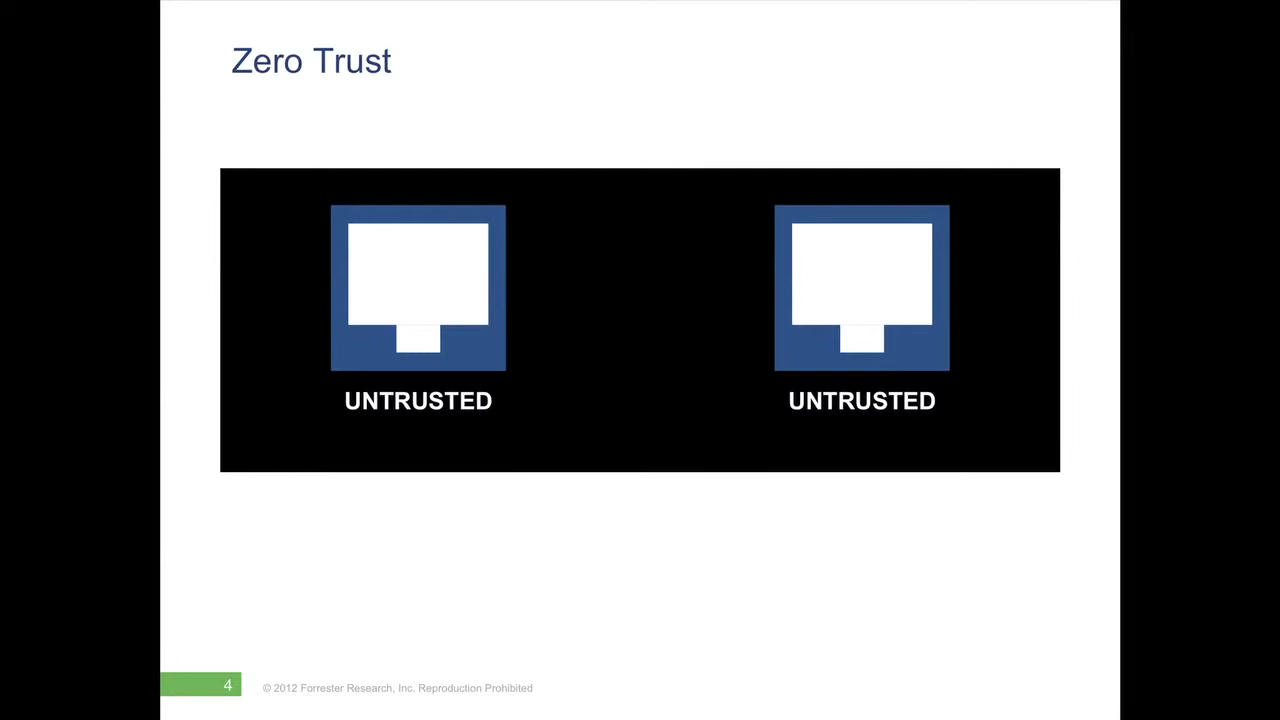 Zero Trust
UNTRUSTED
UNTRUSTED
4
© 2012 Forrester Research, Inc. Reproduction Prohibited